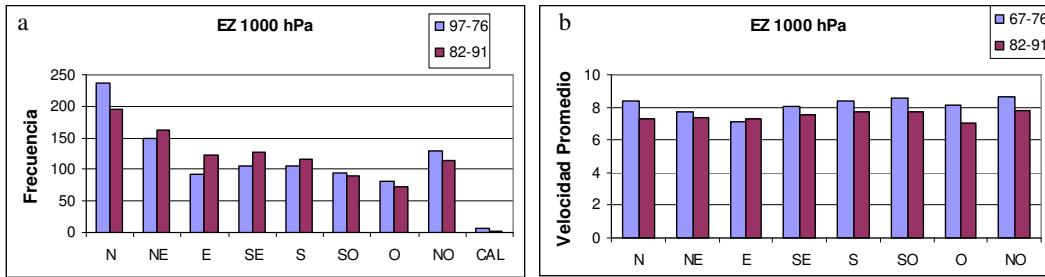 a
EZ 1000 hPa
97-76
82-91
Frecuencia
250
200
150
100
50
0
N NE E SE S SO O NO CAL
b
EZ 1000 hPa
67-76
82-91
Velocidad Promedio
10
8
6
4
2
0
N NE E SE S SO O NO